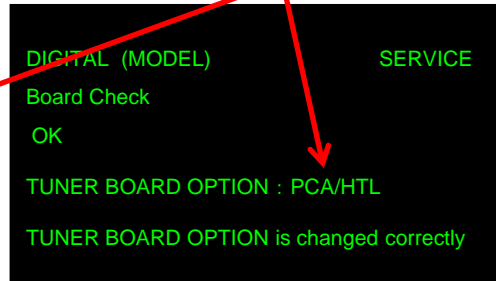 DIGITAL (MODEL) SERVICE
Board Check
OK
TUNER BOARD OPTION : PCA/HTL
TUNER BOARD OPTION is changed correctly